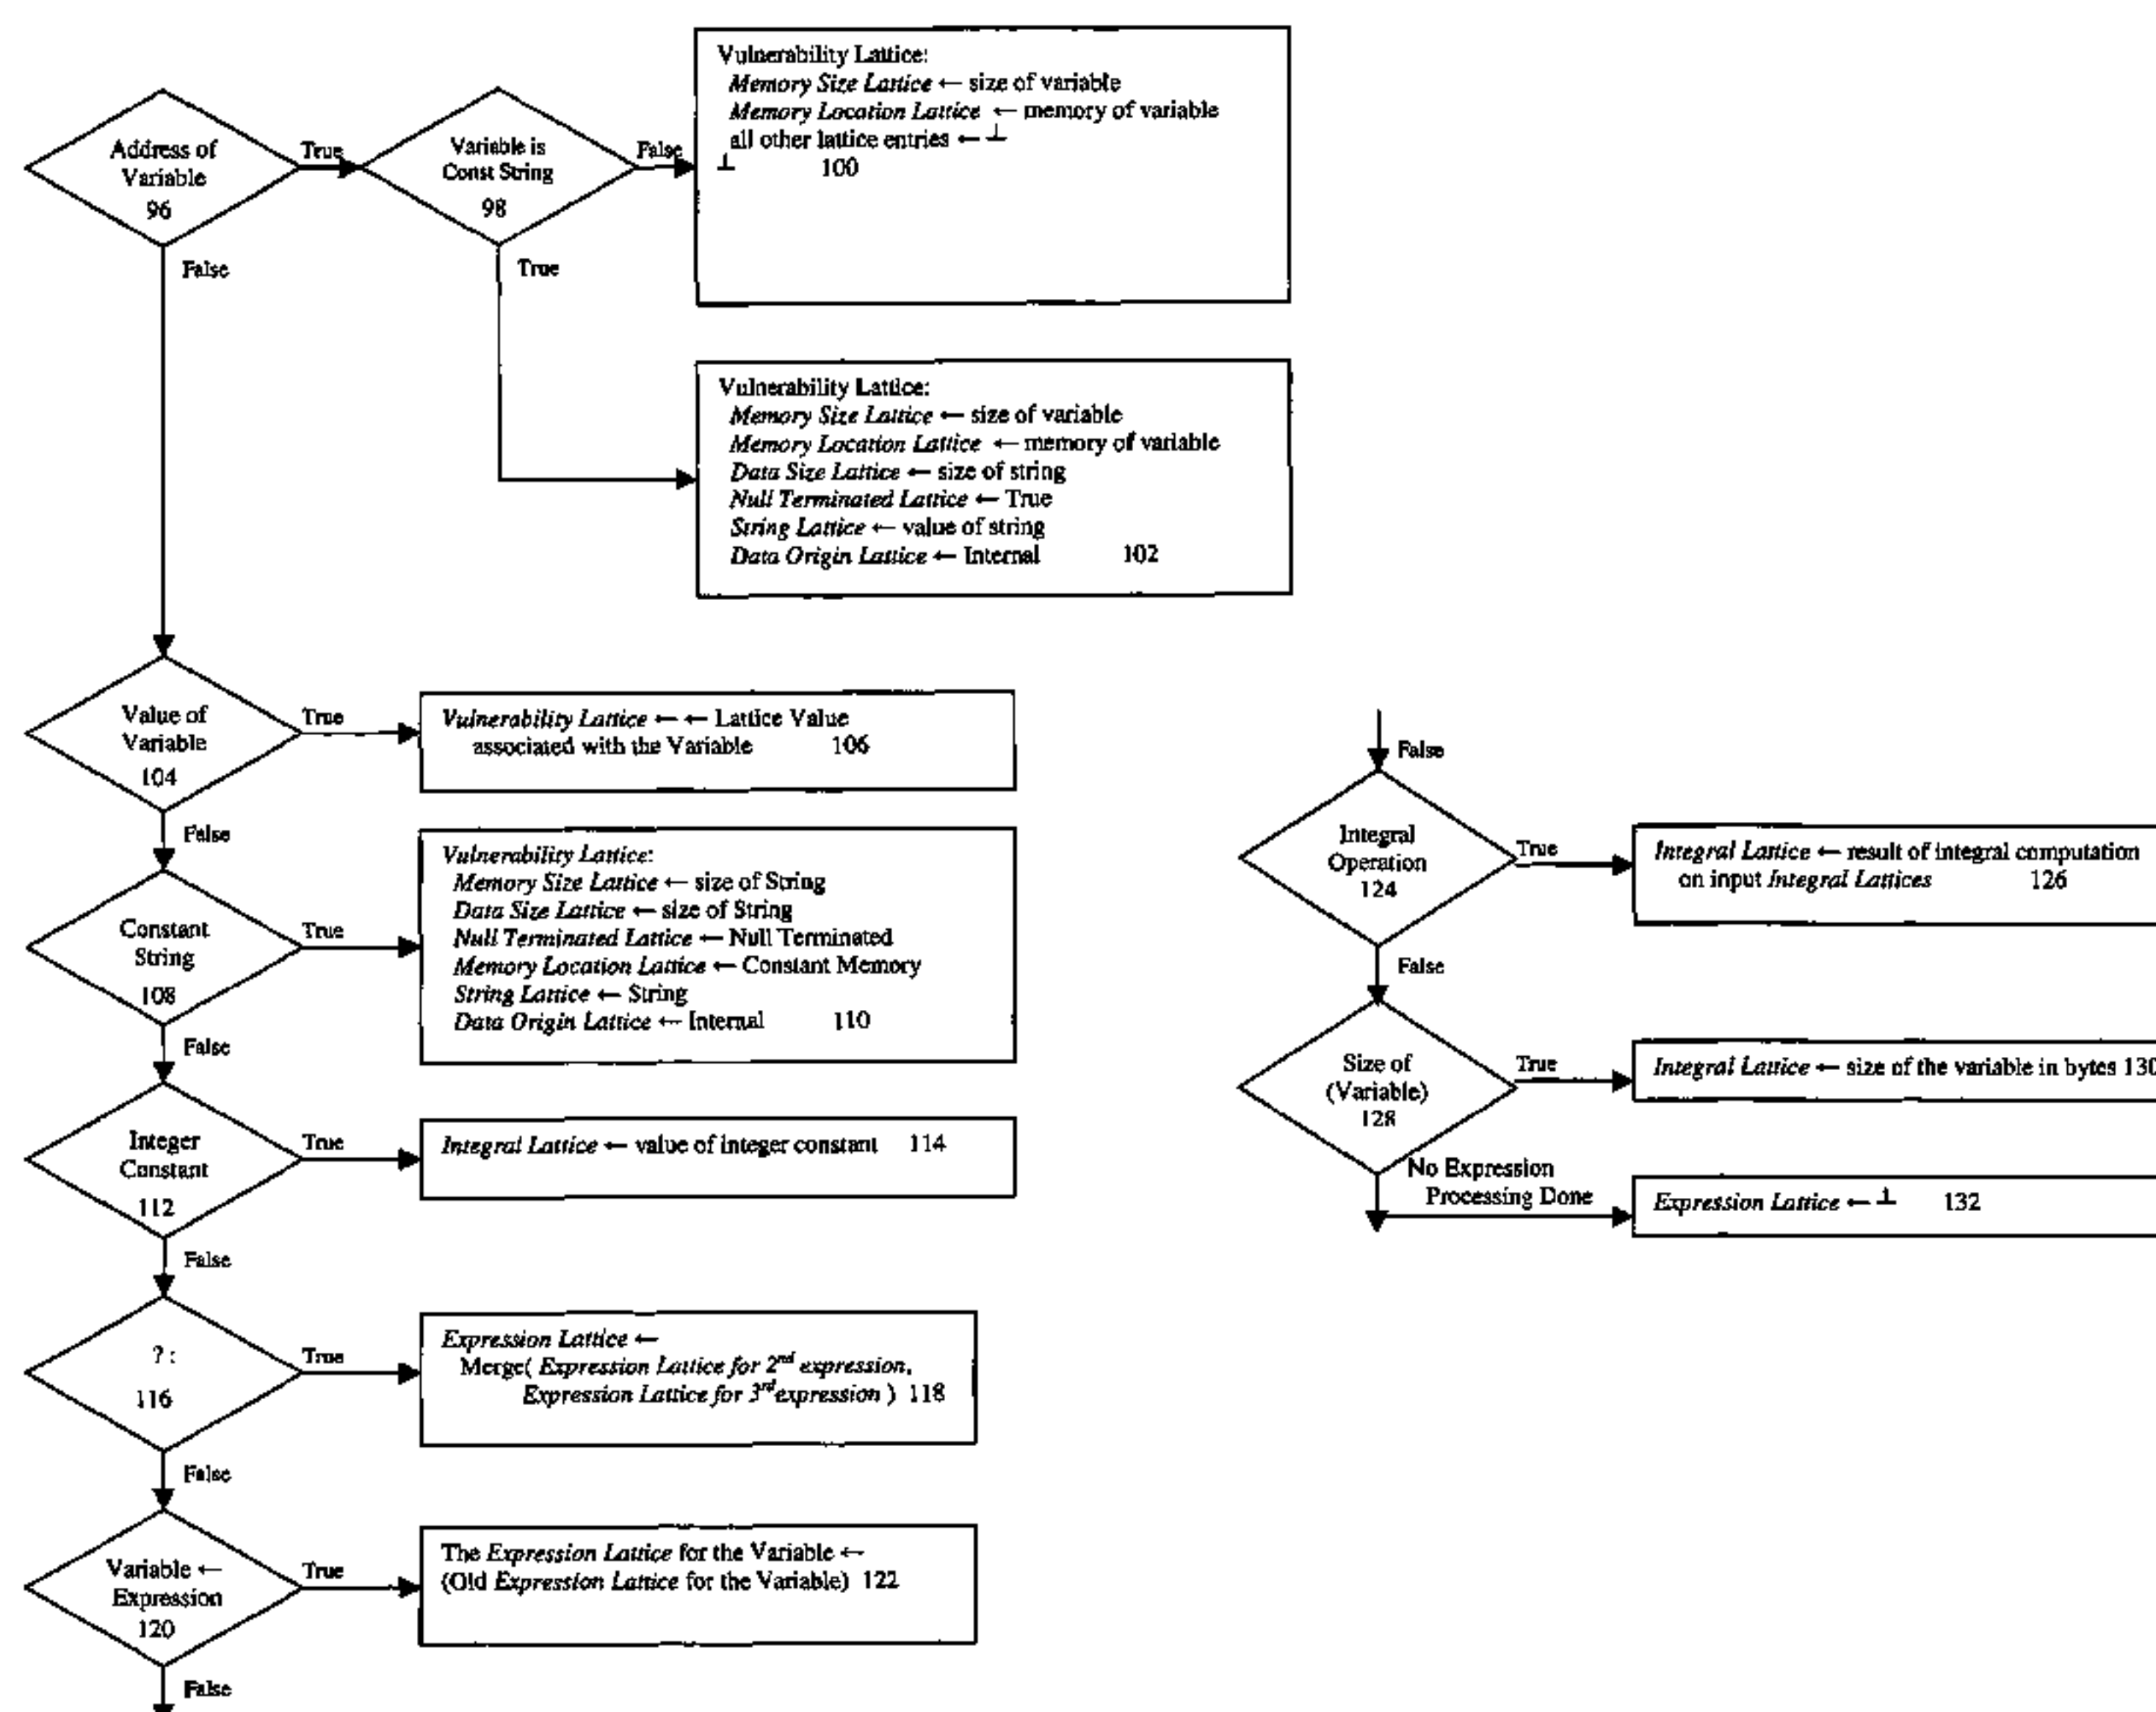 Address of
Variable
96
True
Variable is
Const String
98
False
Vulnerability Lattice:
Memory Size Lattice ← size of variable
Memory Location Lattice ← memory of variable
all other lattice entries ← ⊥
⊥ 100
False
True
Vulnerability Lattice:
Memory Size Lattice ← size of variable
Memory Location Lattice ← memory of variable
Data Size Lattice ← size of string
Null Terminated Lattice ← True
String Lattice ← value of string
Data Origin Lattice ← Internal 102
Value of
Variable
104
True
Vulnerability Lattice ← ← Lattice Value
associated with the Variable 106
False
Constant
String
108
True
Vulnerability Lattice:
Memory Size Lattice ← size of String
Data Size Lattice ← size of String
Null Terminated Lattice ← Null Terminated
Memory Location Lattice ← Constant Memory
String Lattice ← String
Data Origin Lattice ← Internal 110
False
Integer
Constant
112
True
Integral Lattice ← value of integer constant 114
False
? :
116
True
Expression Lattice ←
Merge( Expression Lattice for 2nd expression,
Expression Lattice for 3rd expression ) 118
False
Variable ←
Expression
120
True
The Expression Lattice for the Variable ←
(Old Expression Lattice for the Variable) 122
False
False
Integral
Operation
124
True
Integral Lattice ← result of integral computation
on input Integral Lattices 126
False
Size of
(Variable)
128
True
Integral Lattice ← size of the variable in bytes 130
No Expression
Processing Done
Expression Lattice ← ⊥ 132